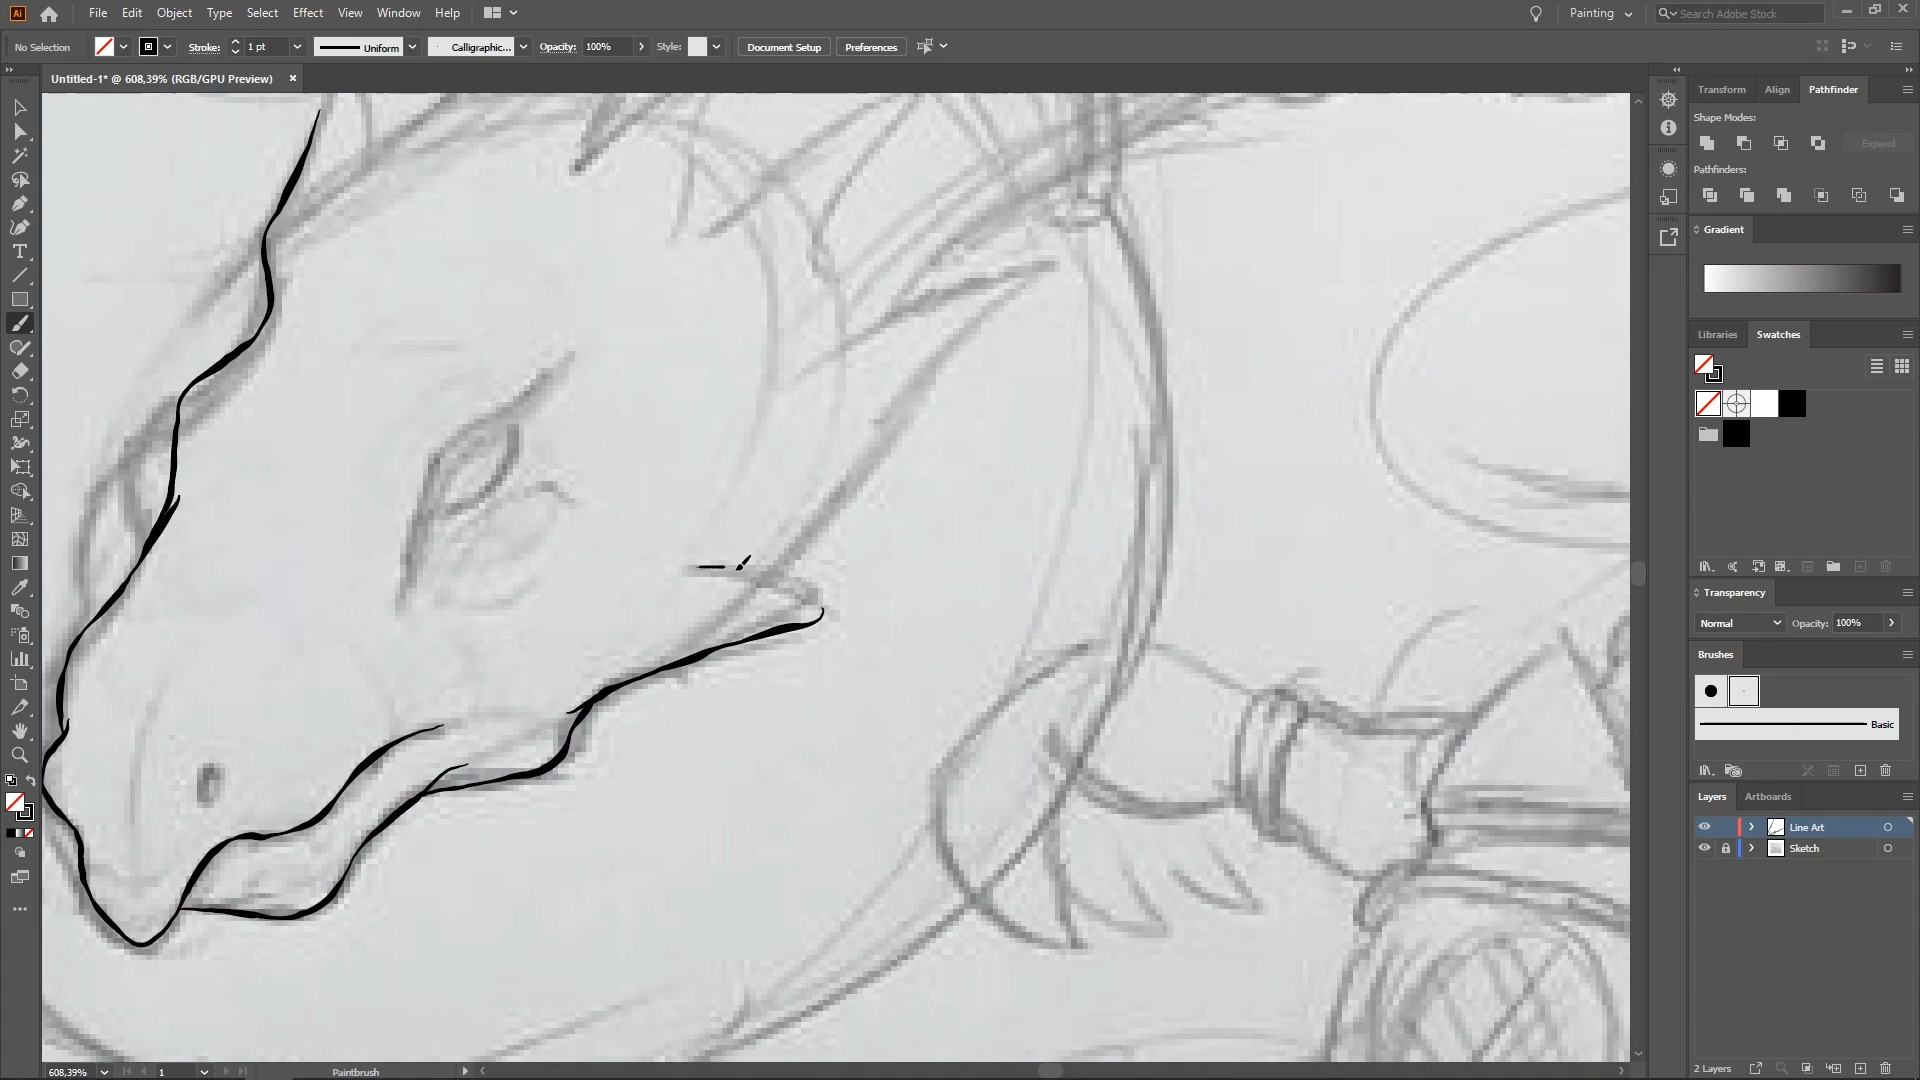 Ai File Edit Object Type Select Effect View Window Help Painting Search Adobe Stock
No Selection Stroke: 1 pt Uniform Calligraphic... Opacity: 100% Style: Document Setup Preferences
Untitled-1* @ 608,39% (RGB/GPU Preview)
Transform Align Pathfinder
Shape Modes:
Expand
Pathfinders:
Gradient
Libraries Swatches
Transparency
Normal Opacity: 100%
Brushes
Basic
Layers Artboards
Line Art
Sketch
608,39% 1 Paintbrush 2 Layers